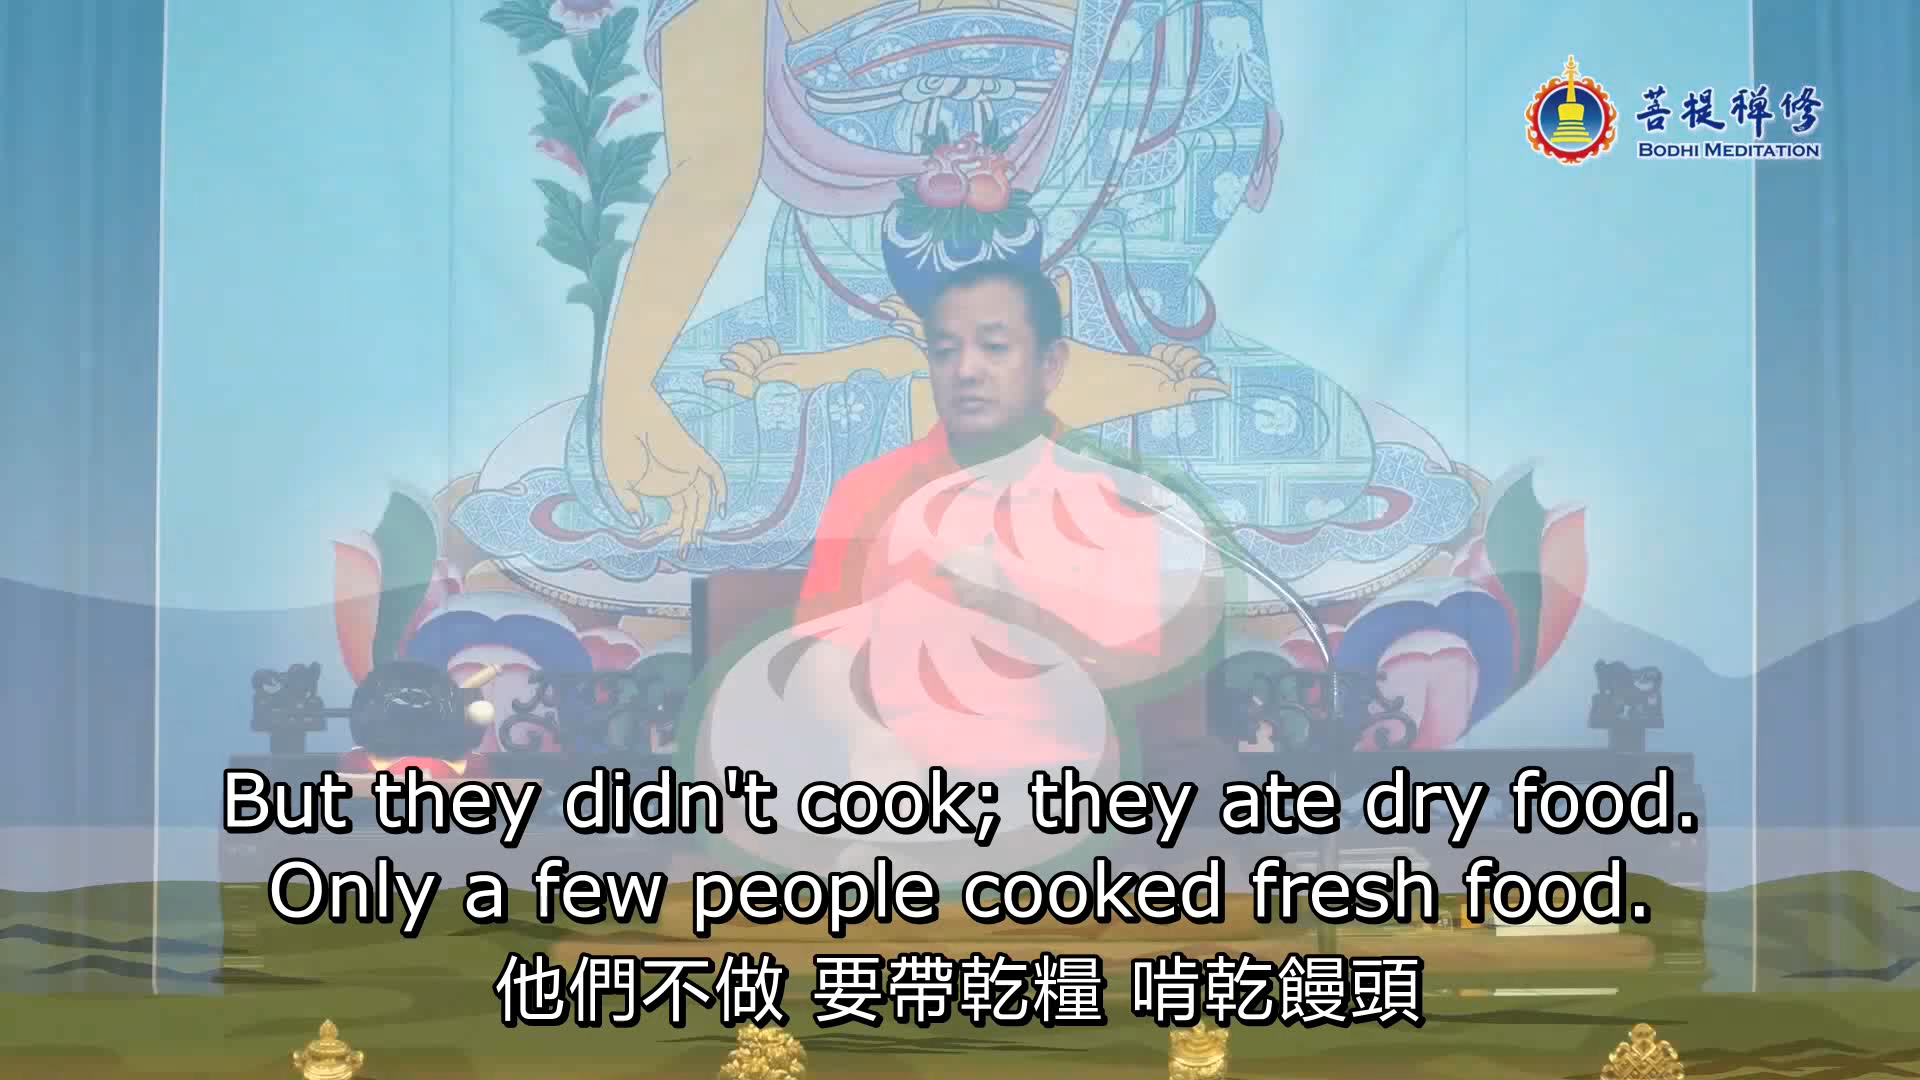 菩提禪修
BODHI MEDITATION
But they didn't cook; they ate dry food.
Only a few people cooked fresh food.
他們不做 要帶乾糧 啃乾饅頭